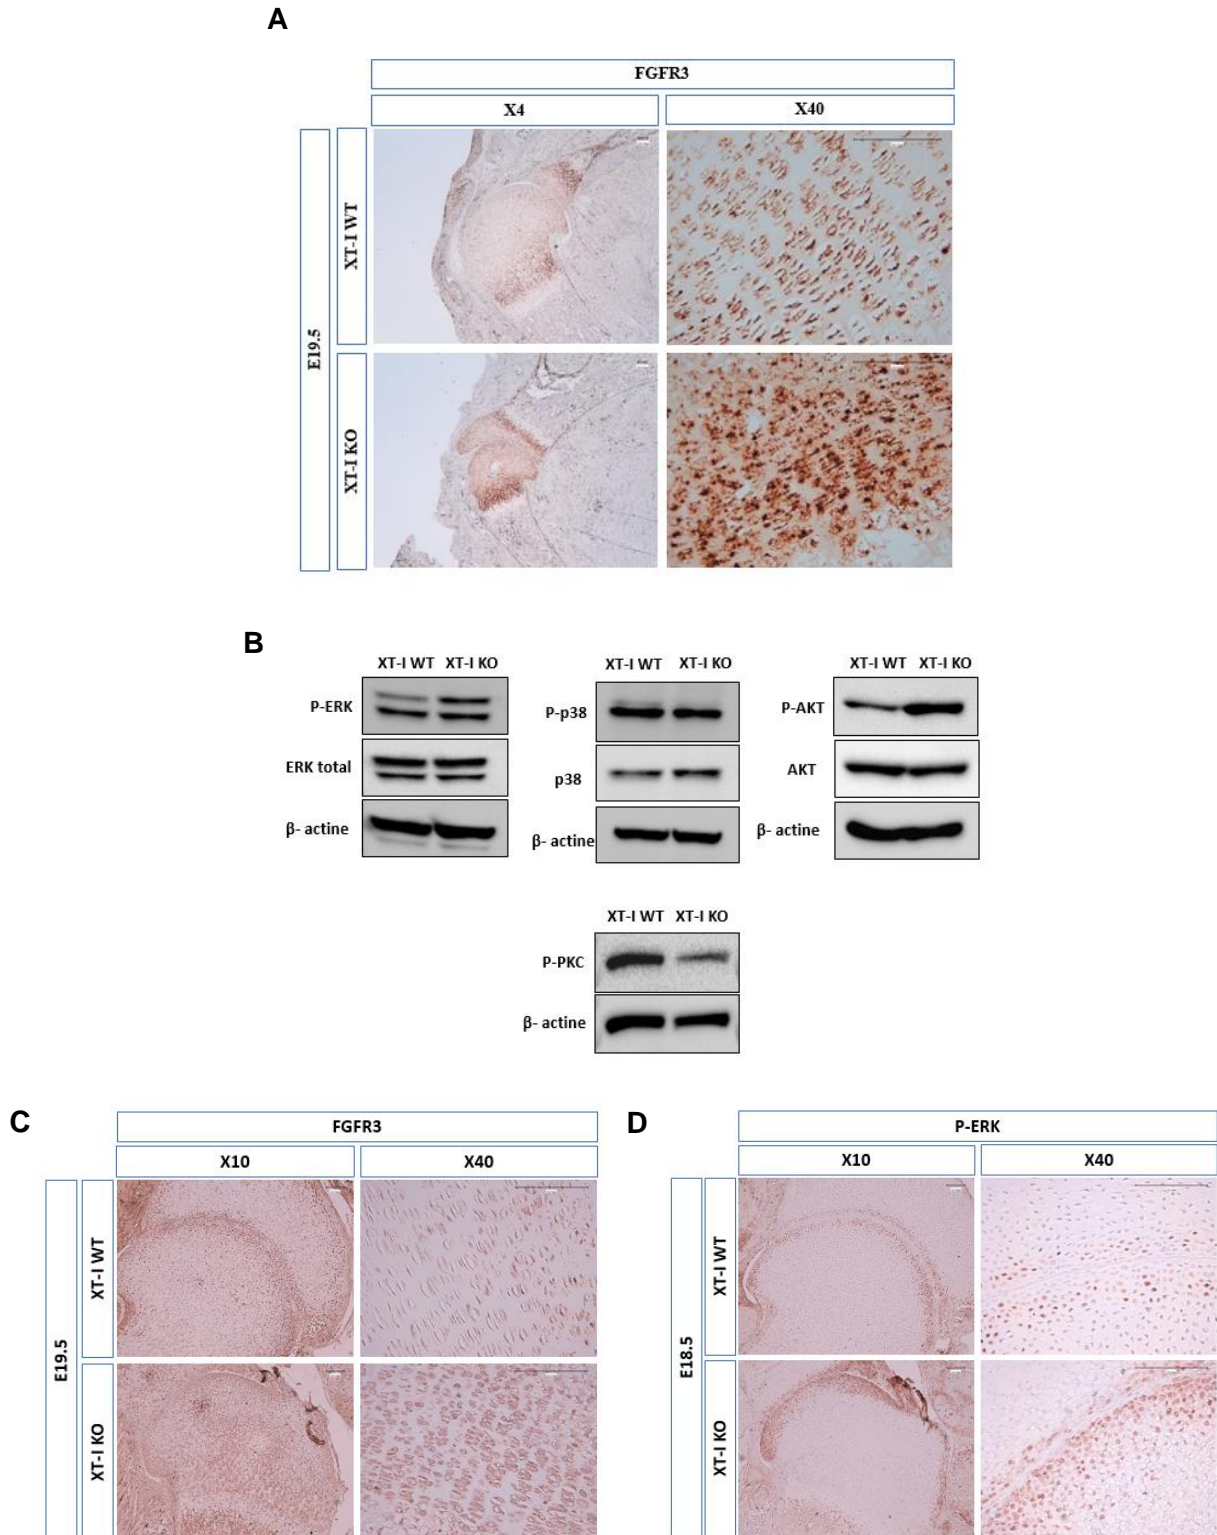 A
FGFR3
X4 X40
E19.5
XT-I WT
XT-I KO
B
XT-I WT XT-I KO
P-ERK
ERK total
β- actine
XT-I WT XT-I KO
P-p38
p38
β- actine
XT-I WT XT-I KO
P-AKT
AKT
β- actine
XT-I WT XT-I KO
P-PKC
β- actine
C
FGFR3
X10 X40
E19.5
XT-I WT
XT-I KO
D
P-ERK
X10 X40
E18.5
XT-I WT
XT-I KO